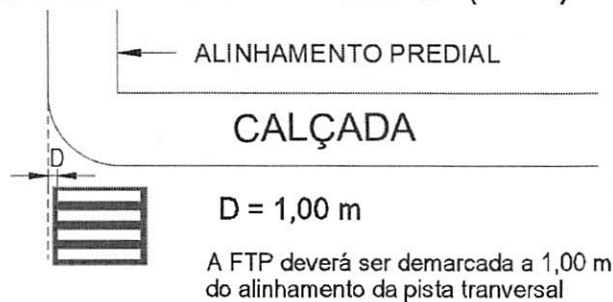 ALINHAMENTO PREDIAL
CALÇADA
D
D = 1,00 m
A FTP deverá ser demarcada a 1,00 m
do alinhamento da pista tranversal